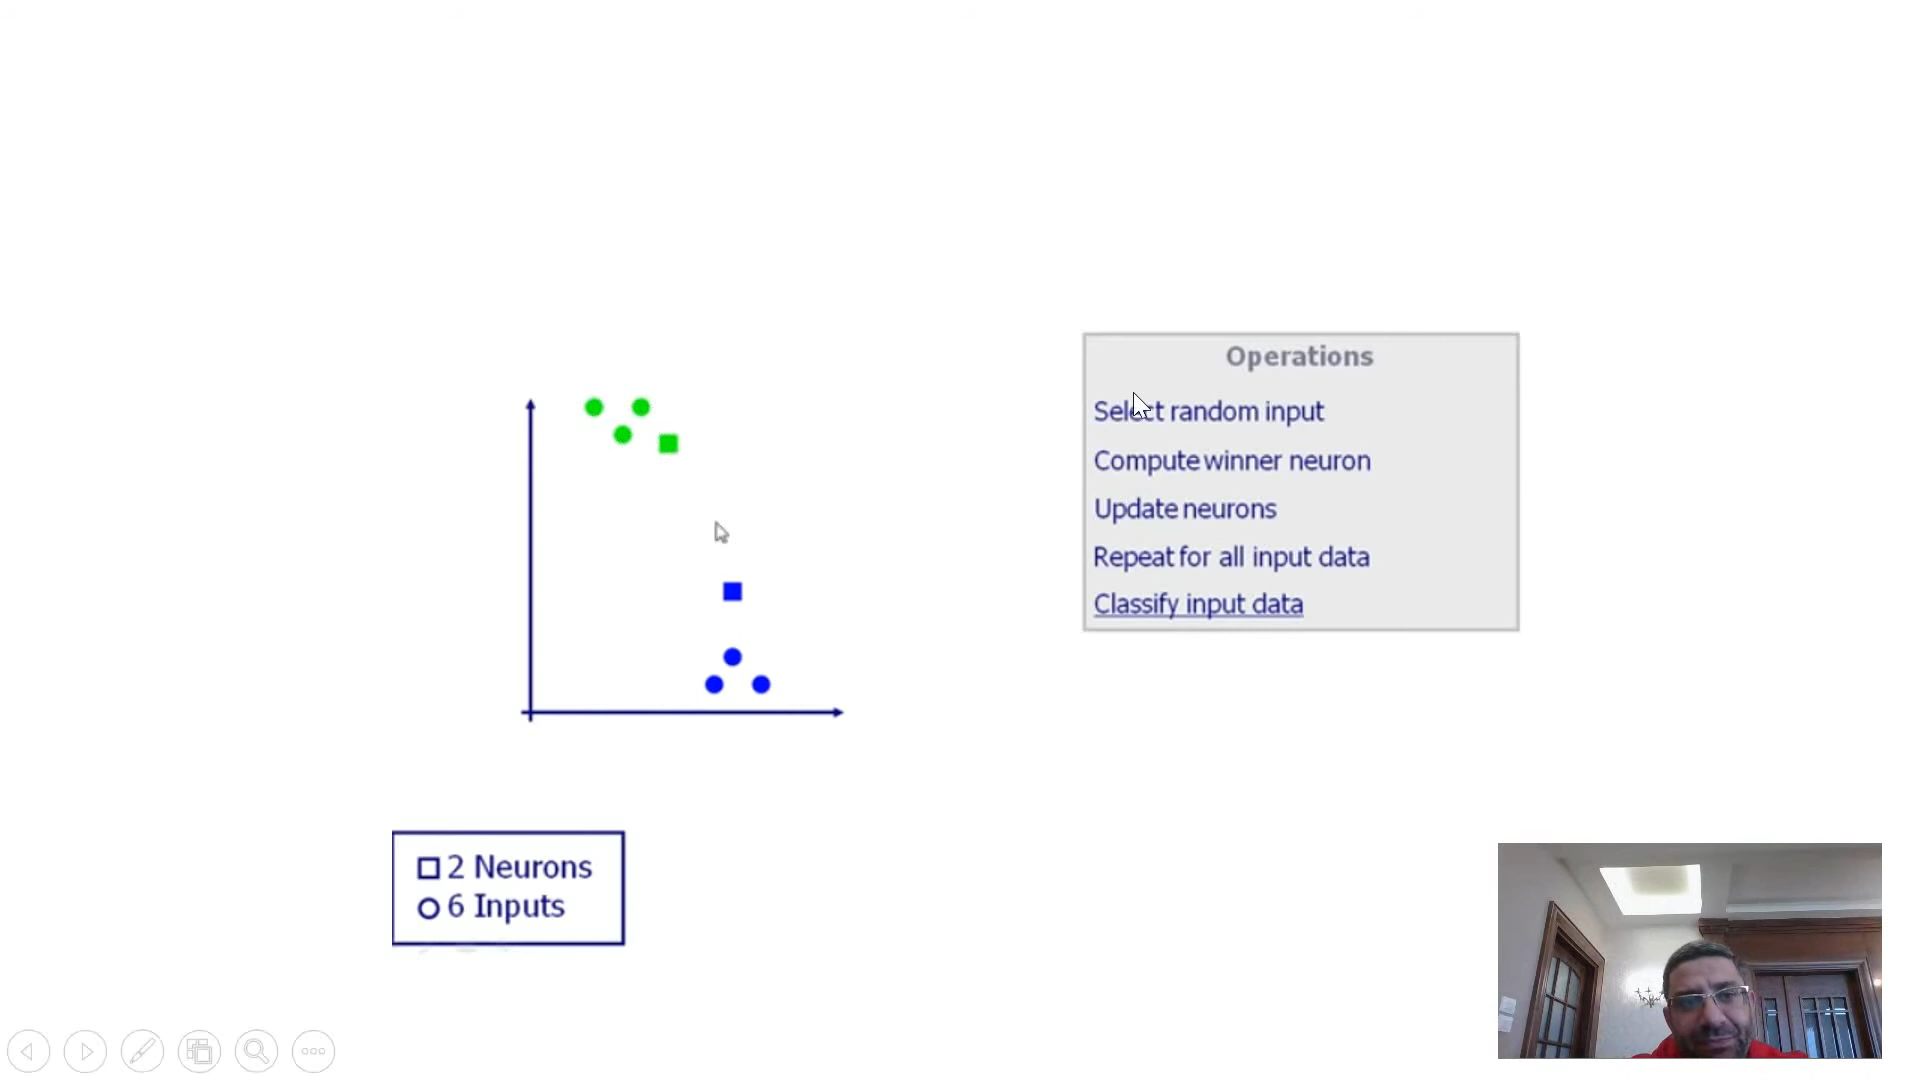 Operations
Select random input
Compute winner neuron
Update neurons
Repeat for all input data
Classify input data
2 Neurons
6 Inputs